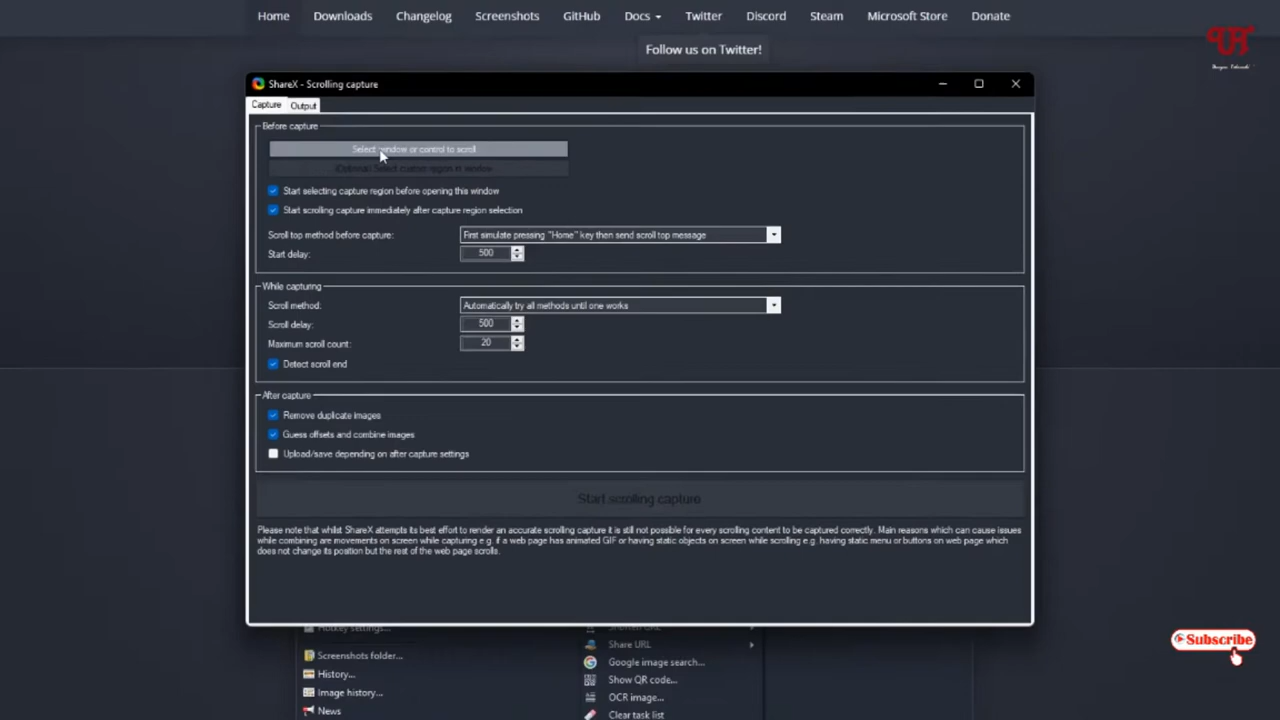 Home Downloads Changelog Screenshots GitHub Docs Twitter Discord Steam Microsoft Store Donate
Follow us on Twitter!
ShareX - Scrolling capture
Capture Output
Before capture
Select window or control to scroll
(Optional) Select custom region in window
Start selecting capture region before opening this window
Start scrolling capture immediately after capture region selection
Scroll top method before capture: First simulate pressing "Home" key then send scroll top message
Start delay: 500
While capturing
Scroll method: Automatically try all methods until one works
Scroll delay: 500
Maximum scroll count: 20
Detect scroll end
After capture
Remove duplicate images
Guess offsets and combine images
Upload/save depending on after capture settings
Start scrolling capture
Please note that whilst ShareX attempts its best effort to render an accurate scrolling capture it is still not possible for every scrolling content to be captured correctly. Main reasons which can cause issues
while combining are movements on screen while capturing e.g. if a web page has animated GIF or having static objects on screen while scrolling e.g. having static menu or buttons on web page which
does not change its position but the rest of the web page scrolls.
Hotkey settings...
Share URL
Screenshots folder...
Google image search...
History...
Show QR code...
Image history...
OCR image...
News
Clear task list
Subscribe